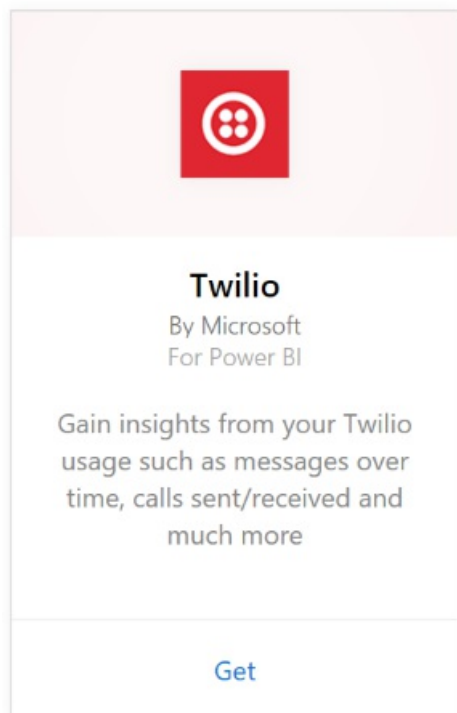 Twilio
By Microsoft
For Power BI
Gain insights from your Twilio
usage such as messages over
time, calls sent/received and
much more
Get